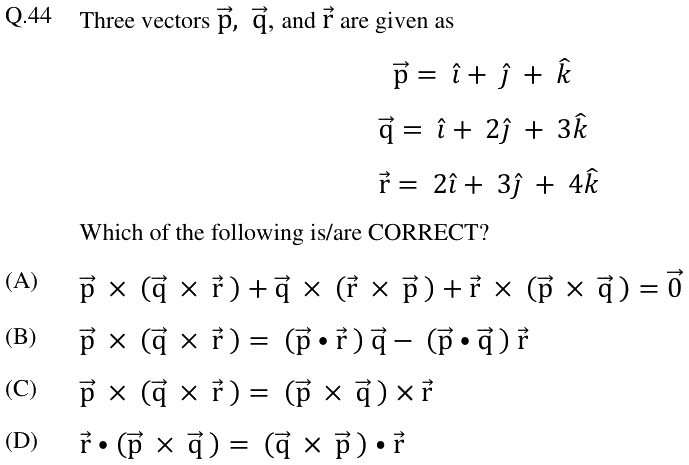 Q.44 Three vectors p⃗, q⃗, and r⃗ are given as
p⃗ = î + ĵ + k̂
q⃗ = î + 2ĵ + 3k̂
r⃗ = 2î + 3ĵ + 4k̂
Which of the following is/are CORRECT?
(A) p⃗ × (q⃗ × r⃗) + q⃗ × (r⃗ × p⃗) + r⃗ × (p⃗ × q⃗) = 0⃗
(B) p⃗ × (q⃗ × r⃗) = (p⃗ • r⃗) q⃗ − (p⃗ • q⃗) r⃗
(C) p⃗ × (q⃗ × r⃗) = (p⃗ × q⃗) × r⃗
(D) r⃗ • (p⃗ × q⃗) = (q⃗ × p⃗) • r⃗